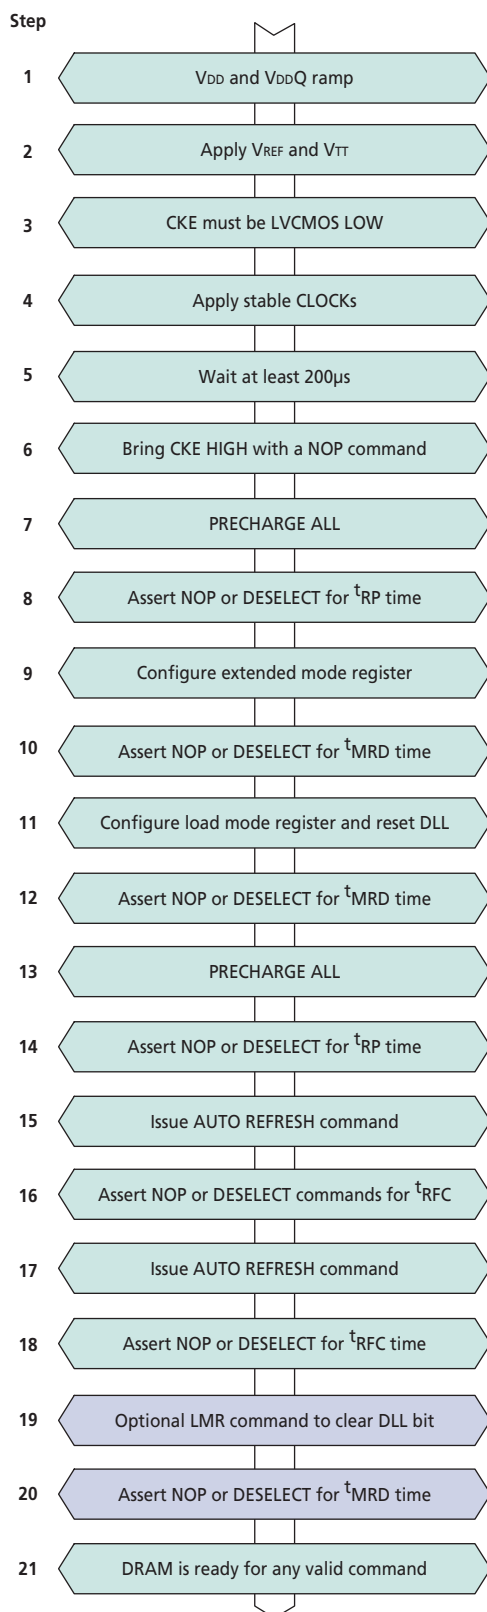 Step
1 VDD and VDDQ ramp
2 Apply VREF and VTT
3 CKE must be LVCMOS LOW
4 Apply stable CLOCKs
5 Wait at least 200µs
6 Bring CKE HIGH with a NOP command
7 PRECHARGE ALL
8 Assert NOP or DESELECT for tRP time
9 Configure extended mode register
10 Assert NOP or DESELECT for tMRD time
11 Configure load mode register and reset DLL
12 Assert NOP or DESELECT for tMRD time
13 PRECHARGE ALL
14 Assert NOP or DESELECT for tRP time
15 Issue AUTO REFRESH command
16 Assert NOP or DESELECT commands for tRFC
17 Issue AUTO REFRESH command
18 Assert NOP or DESELECT for tRFC time
19 Optional LMR command to clear DLL bit
20 Assert NOP or DESELECT for tMRD time
21 DRAM is ready for any valid command